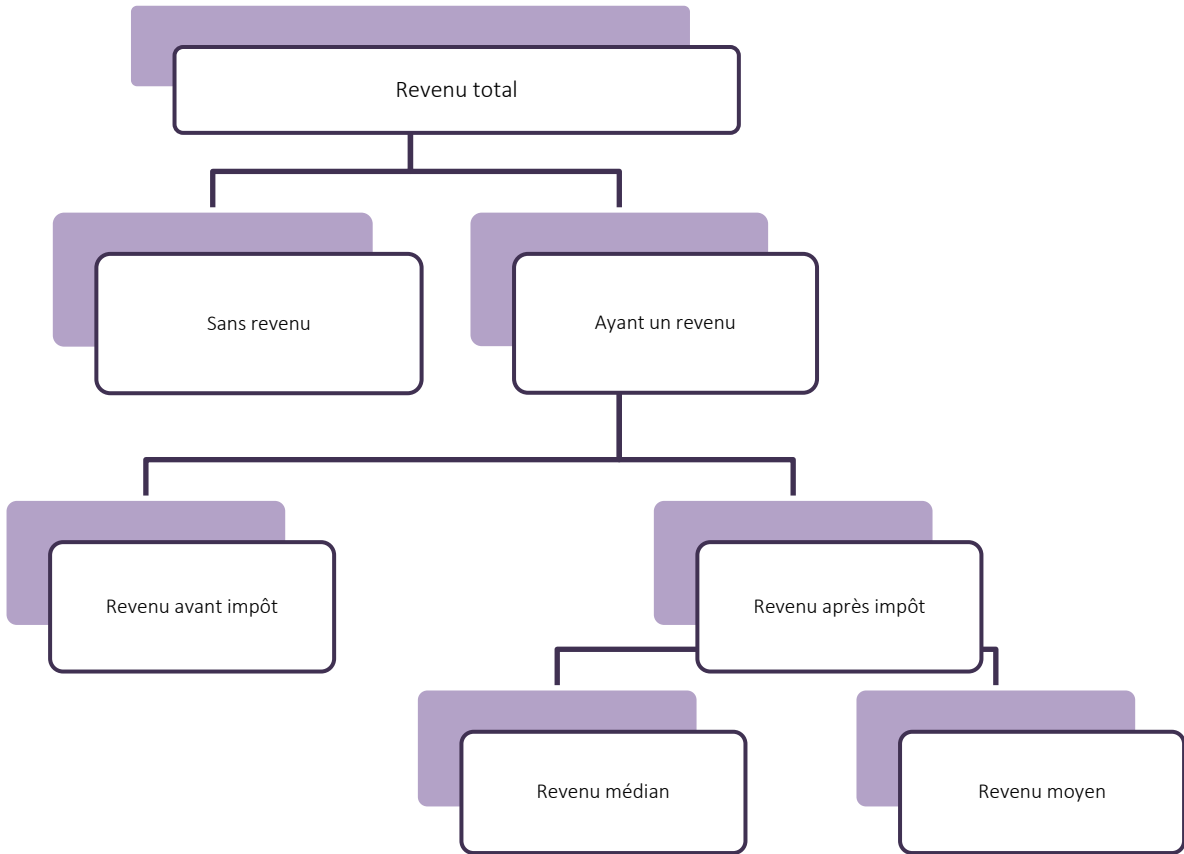 Revenu total
Sans revenu
Ayant un revenu
Revenu avant impôt
Revenu après impôt
Revenu médian
Revenu moyen